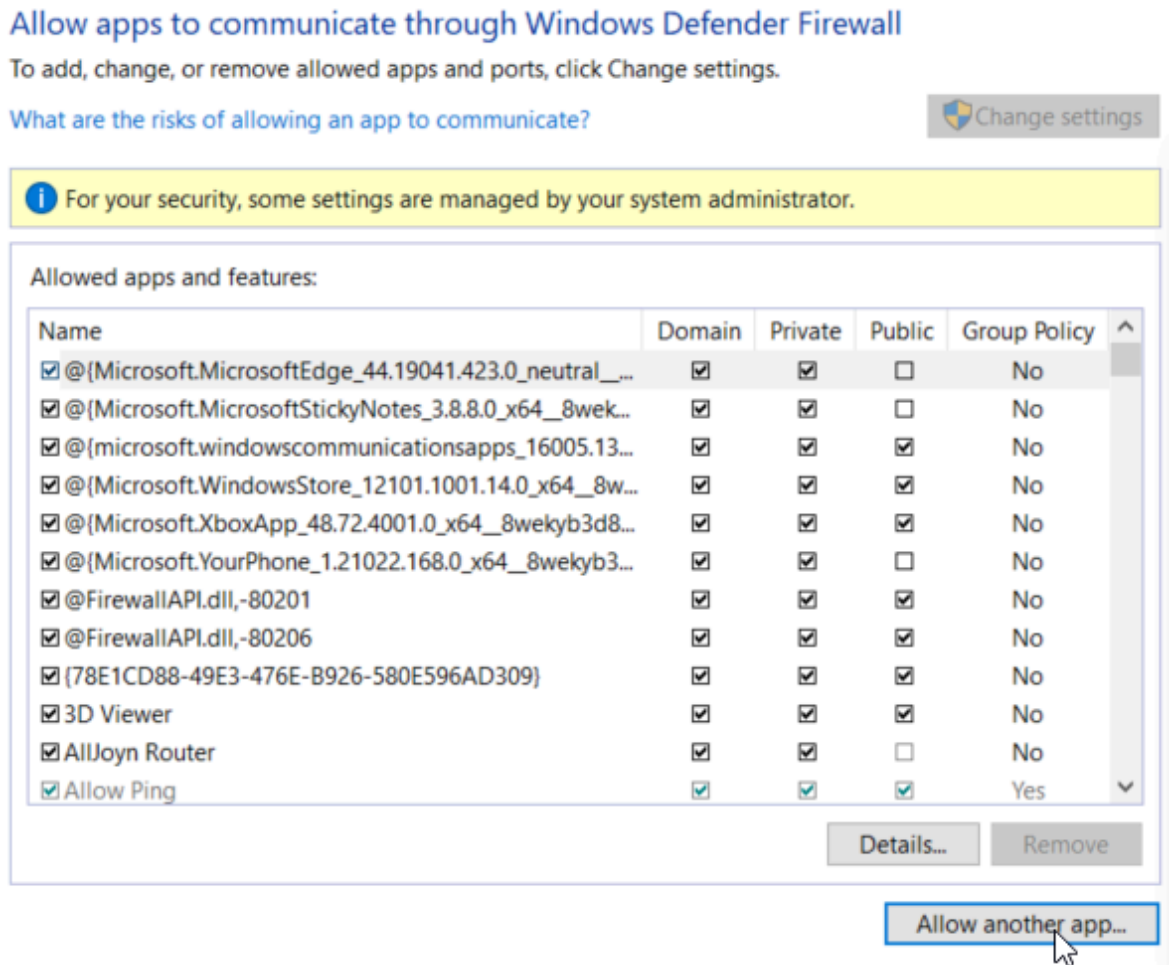 Allow apps to communicate through Windows Defender Firewall
To add, change, or remove allowed apps and ports, click Change settings.
What are the risks of allowing an app to communicate? Change settings
For your security, some settings are managed by your system administrator.
Allowed apps and features:
Name Domain Private Public Group Policy
@{Microsoft.MicrosoftEdge_44.19041.423.0_neutral__... No
@{Microsoft.MicrosoftStickyNotes_3.8.8.0_x64__8wek... No
@{microsoft.windowscommunicationsapps_16005.13... No
@{Microsoft.WindowsStore_12101.1001.14.0_x64__8w... No
@{Microsoft.XboxApp_48.72.4001.0_x64__8wekyb3d8... No
@{Microsoft.YourPhone_1.21022.168.0_x64__8wekyb3... No
@FirewallAPI.dll,-80201 No
@FirewallAPI.dll,-80206 No
{78E1CD88-49E3-476E-B926-580E596AD309} No
3D Viewer No
AllJoyn Router No
Allow Ping Yes
Details... Remove
Allow another app...